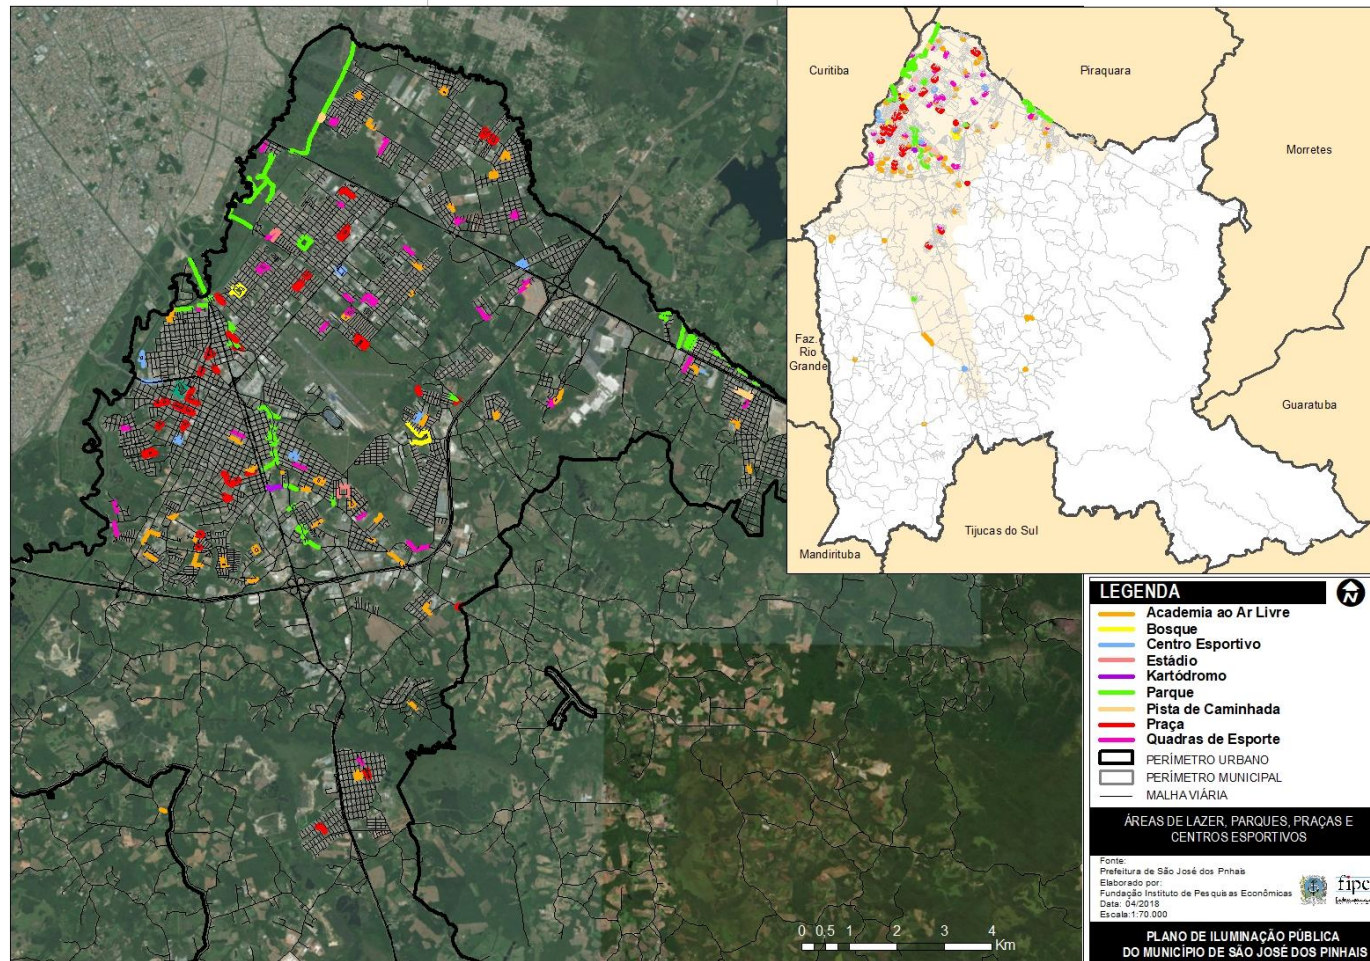 Curitiba
Piraquara
Morretes
Faz.
Rio
Grande
Guaratuba
Tijucas do Sul
Mandirituba
LEGENDA
N
Academia ao Ar Livre
Bosque
Centro Esportivo
Estádio
Kartódromo
Parque
Pista de Caminhada
Praça
Quadras de Esporte
PERÍMETRO URBANO
PERÍMETRO MUNICIPAL
MALHA VIÁRIA
ÁREAS DE LAZER, PARQUES, PRAÇAS E
CENTROS ESPORTIVOS
Fonte:
Prefeitura de São José dos Pinhais
Elaborado por:
Fundação Instituto de Pesquisas Econômicas
Data: 04/2018
Escala:1:70.000
fipe
0 0,5 1 2 3 4
Km
PLANO DE ILUMINAÇÃO PÚBLICA
DO MUNICÍPIO DE SÃO JOSÉ DOS PINHAIS